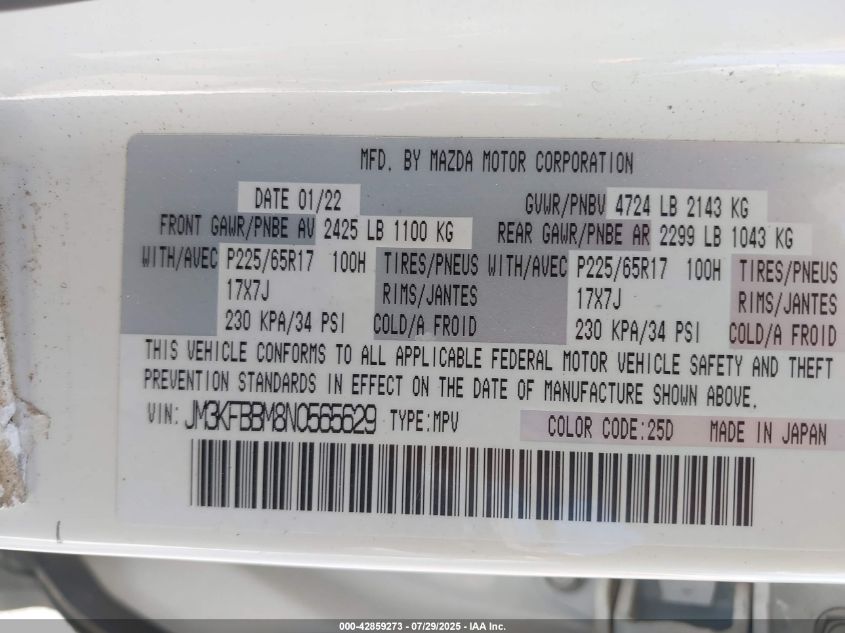 MFD. BY MAZDA MOTOR CORPORATION
DATE 01/22 GVWR/PNBV 4724 LB 2143 KG
FRONT GAWR/PNBE AV 2425 LB 1100 KG REAR GAWR/PNBE AR 2299 LB 1043 KG
WITH/AVEC P225/65R17 100H TIRES/PNEUS WITH/AVEC P225/65R17 100H TIRES/PNEUS
17X7J RIMS/JANTES 17X7J RIMS/JANTES
230 KPA/34 PSI COLD/A FROID 230 KPA/34 PSI COLD/A FROID
THIS VEHICLE CONFORMS TO ALL APPLICABLE FEDERAL MOTOR VEHICLE SAFETY AND THEFT
PREVENTION STANDARDS IN EFFECT ON THE DATE OF MANUFACTURE SHOWN ABOVE.
VIN: JM3KFBBM8N0565629 TYPE:MPV COLOR CODE:25D MADE IN JAPAN
000-42859273 - 07/29/2025 - IAA Inc.